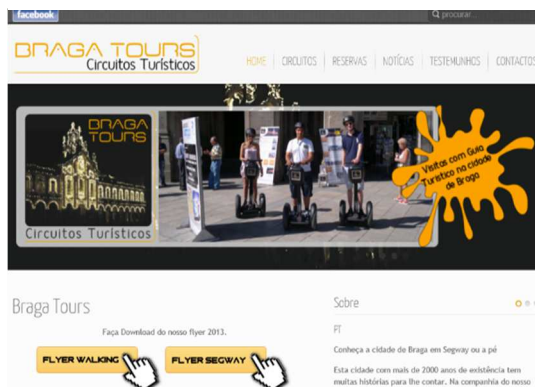 facebook
procurar...
BRAGA TOURS
Circuitos Turísticos
HOME
CIRCUITOS
RESERVAS
NOTÍCIAS
TESTEMUNHOS
CONTACTOS
BRAGA
TOURS
Circuitos Turísticos
Visitas com Guia
Turístico na cidade
de Braga
Braga Tours
Faça Download do nosso flyer 2013.
FLYER WALKING
FLYER SEGWAY
Sobre
PT
Conheça a cidade de Braga em Segway ou a pé
Esta cidade com mais de 2000 anos de existência tem
muitas histórias para lhe contar. Na companhia do nosso